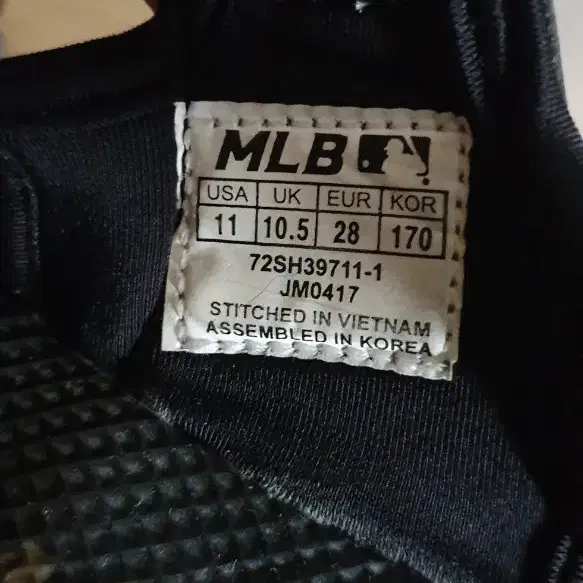 MLB
USA UK EUR KOR
11 10.5 28 170
72SH39711-1
JM0417
STITCHED IN VIETNAM
ASSEMBLED IN KOREA